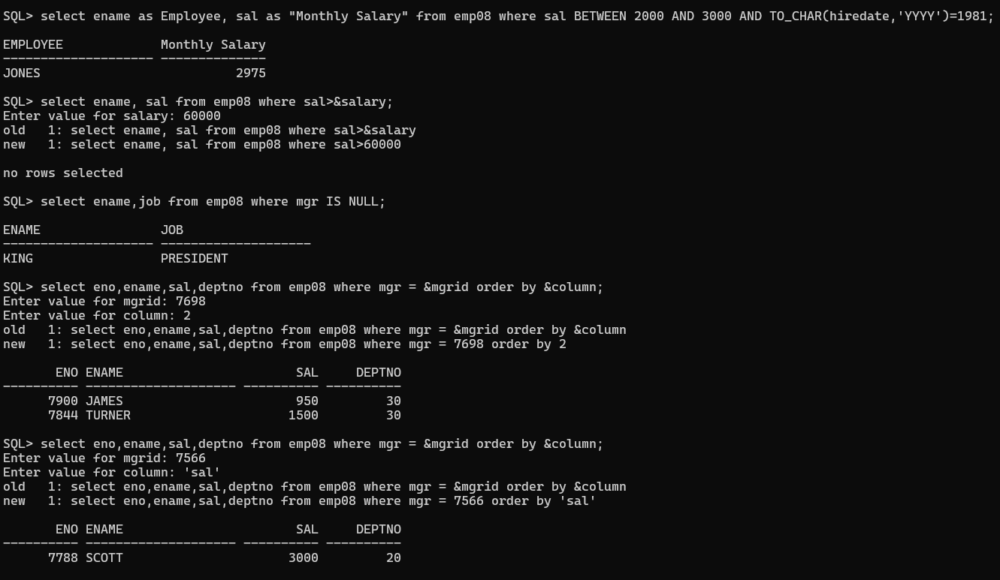 SQL> select ename as Employee, sal as "Monthly Salary" from emp08 where sal BETWEEN 2000 AND 3000 AND TO_CHAR(hiredate,'YYYY')=1981;

EMPLOYEE             Monthly Salary
-------------------- --------------
JONES                          2975

SQL> select ename, sal from emp08 where sal>&salary;
Enter value for salary: 60000
old   1: select ename, sal from emp08 where sal>&salary
new   1: select ename, sal from emp08 where sal>60000

no rows selected

SQL> select ename,job from emp08 where mgr IS NULL;

ENAME                JOB
-------------------- --------------------
KING                 PRESIDENT

SQL> select eno,ename,sal,deptno from emp08 where mgr = &mgrid order by &column;
Enter value for mgrid: 7698
Enter value for column: 2
old   1: select eno,ename,sal,deptno from emp08 where mgr = &mgrid order by &column
new   1: select eno,ename,sal,deptno from emp08 where mgr = 7698 order by 2

       ENO ENAME                       SAL     DEPTNO
---------- -------------------- ---------- ----------
      7900 JAMES                       950         30
      7844 TURNER                     1500         30

SQL> select eno,ename,sal,deptno from emp08 where mgr = &mgrid order by &column;
Enter value for mgrid: 7566
Enter value for column: 'sal'
old   1: select eno,ename,sal,deptno from emp08 where mgr = &mgrid order by &column
new   1: select eno,ename,sal,deptno from emp08 where mgr = 7566 order by 'sal'

       ENO ENAME                       SAL     DEPTNO
---------- -------------------- ---------- ----------
      7788 SCOTT                      3000         20